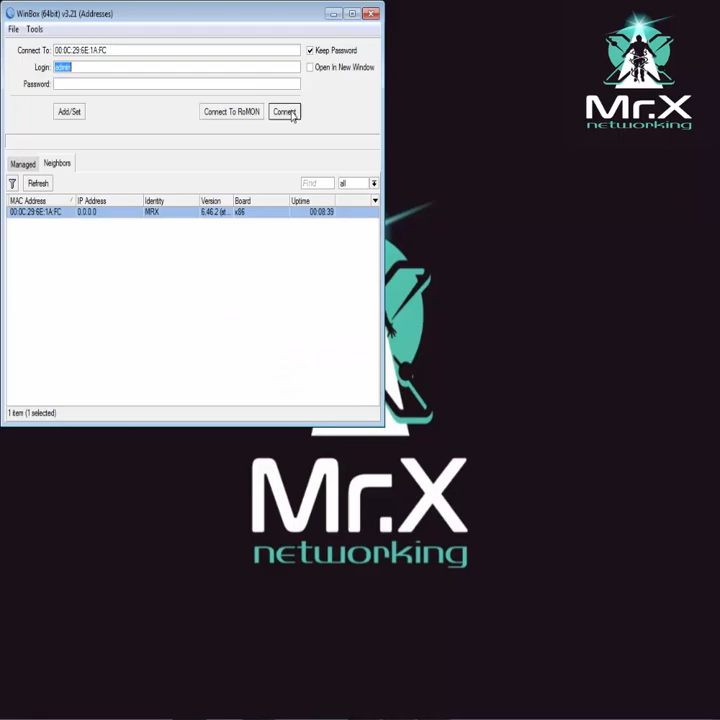 WinBox (64bit) v3.21 (Addresses)
File Tools
Connect To: 00:0C:29:6E:1A:FC
Keep Password
Login: admin
Open In New Window
Password:
Add/Set Connect To RoMON Connect
Managed Neighbors
Refresh Find all
MAC Address IP Address Identity Version Board Uptime
00:0C:29:6E:1A:FC 0.0.0.0 MRX 6.46.2 (st... x86 00:08:39
1 item (1 selected)
Mr.X
networking
Mr.X
networking